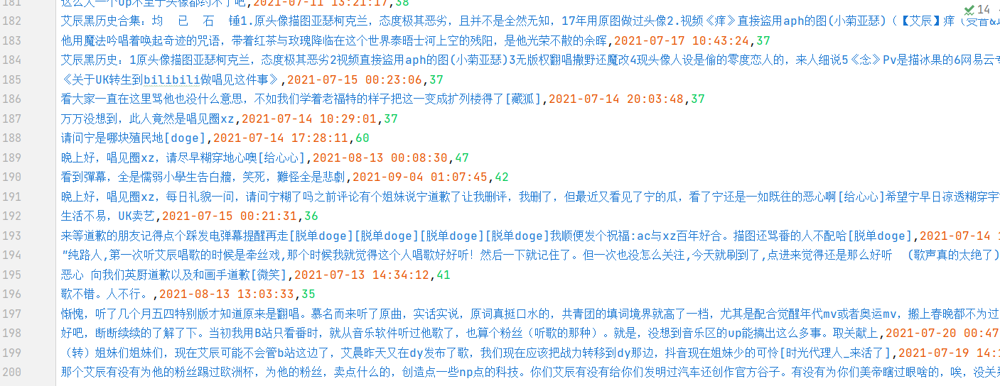 181 这么大一个up不至于头像都约不了吧,2021-07-11 13:21:17,38
14
182 艾辰黑历史合集：均 已 石 锤1.原头像描图亚瑟柯克兰，态度极其恶劣，且并不是全然无知，17年用原图做过头像2.视频《痒》直接盗用aph的图(小菊亚瑟)（【艾辰】痒（受音&
183 他用魔法吟唱着唤起奇迹的咒语，带着红茶与玫瑰降临在这个世界泰晤士河上空的残阳，是他光荣不散的余晖,2021-07-17 10:43:24,37
184 艾辰黑历史：1原头像描图亚瑟柯克兰，态度极其恶劣2视频直接盗用aph的图(小菊亚瑟)3无版权翻唱撒野还魔改4现头像人设是偷的零度恋人的，来人细说5《念》Pv是描冰果的6网易云专
185 《关于UK转生到bilibili做唱见这件事》,2021-07-15 00:23:06,37
186 看大家一直在这里骂他也没什么意思，不如我们学着老福特的样子把这一变成扩列楼得了[藏狐],2021-07-14 20:03:48,37
187 万万没想到，此人竟然是唱见圈xz,2021-07-14 10:29:01,37
188 请问宁是哪块殖民地[doge],2021-07-14 17:28:11,60
189 晚上好，唱见圈xz，请尽早糊穿地心噢[给心心],2021-08-13 00:08:30,47
190 看到彈幕，全是懦弱小學生告白牆，笑死，難怪全是悲劇,2021-09-04 01:07:45,42
191 晚上好，唱见圈xz，每日礼貌一问，请问宁糊了吗之前评论有个姐妹说宁道歉了让我删评，我删了，但最近又看见了宁的瓜，看了宁还是一如既往的恶心啊[给心心]希望宁早日凉透糊穿宇
192 生活不易，UK卖艺,2021-07-15 00:21:31,36
193 来等道歉的朋友记得点个踩发电弹幕提醒再走[脱单doge][脱单doge][脱单doge][脱单doge]我顺便发个祝福:ac与xz百年好合。描图还骂番的人不配哈[脱单doge],2021-07-14 1
194 "纯路人,第一次听艾辰唱歌的时候是牵丝戏,那个时候我就觉得这个人唱歌好好听！然后一下就记住了。但一次也没怎么关注,今天就刷到了,点进来觉得还是那么好听 (歌声真的太绝了)
195 恶心 向我们英厨道歉以及和画手道歉[微笑],2021-07-13 14:34:12,41
196 歌不错。人不行。,2021-08-13 13:03:33,35
197 惭愧，听了几个月五四特别版才知道原来是翻唱。慕名而来听了原曲，实话实说，原词真挺口水的，共青团的填词境界就高了一档，尤其是配合觉醒年代mv或者奥运mv，搬上春晚都不为过
198 好吧，断断续续的了解了下。当初我用B站只看番时，就从音乐软件听过他歌了，也算个粉丝（听歌的那种）。就是，没想到音乐区的up能搞出这么多事。取关献上,2021-07-20 00:47
199 （转）姐妹们姐妹们，现在艾辰可能不会管b站这边了，艾晨昨天又在dy发布了歌，我们现在应该把战力转移到dy那边，抖音现在姐妹少的可怜[时光代理人_来活了],2021-07-19 14:1
200 那个艾辰有没有为他的粉丝踢过欧洲杯，为他的粉丝，卖点什么的，创造点一些np点的科技。你们艾辰有没有给你们发明过汽车还创作官方谷子。有没有为你们美帝瞎过眼啥的，唉，没关系